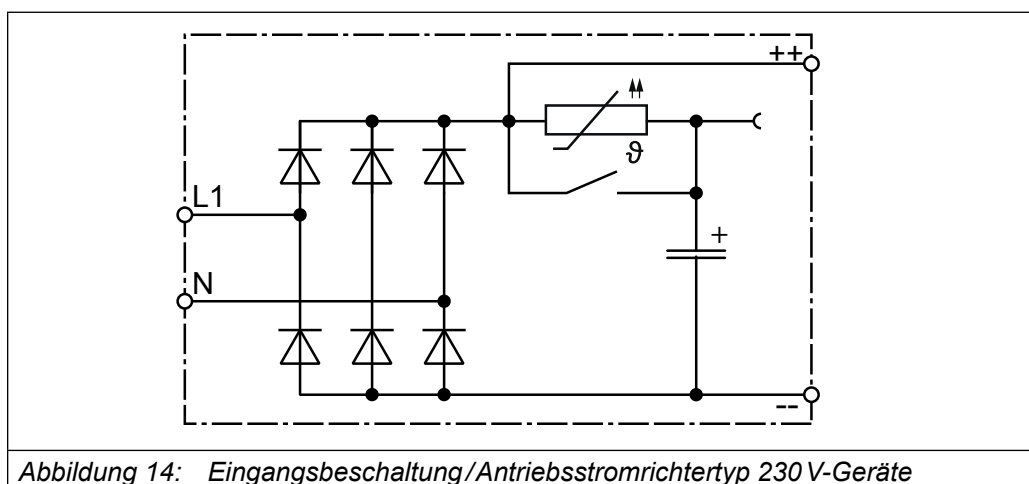 ++
ϑ
L1
+
N
--
Abbildung 14: Eingangsbeschaltung/Antriebsstromrichtertyp 230 V-Geräte